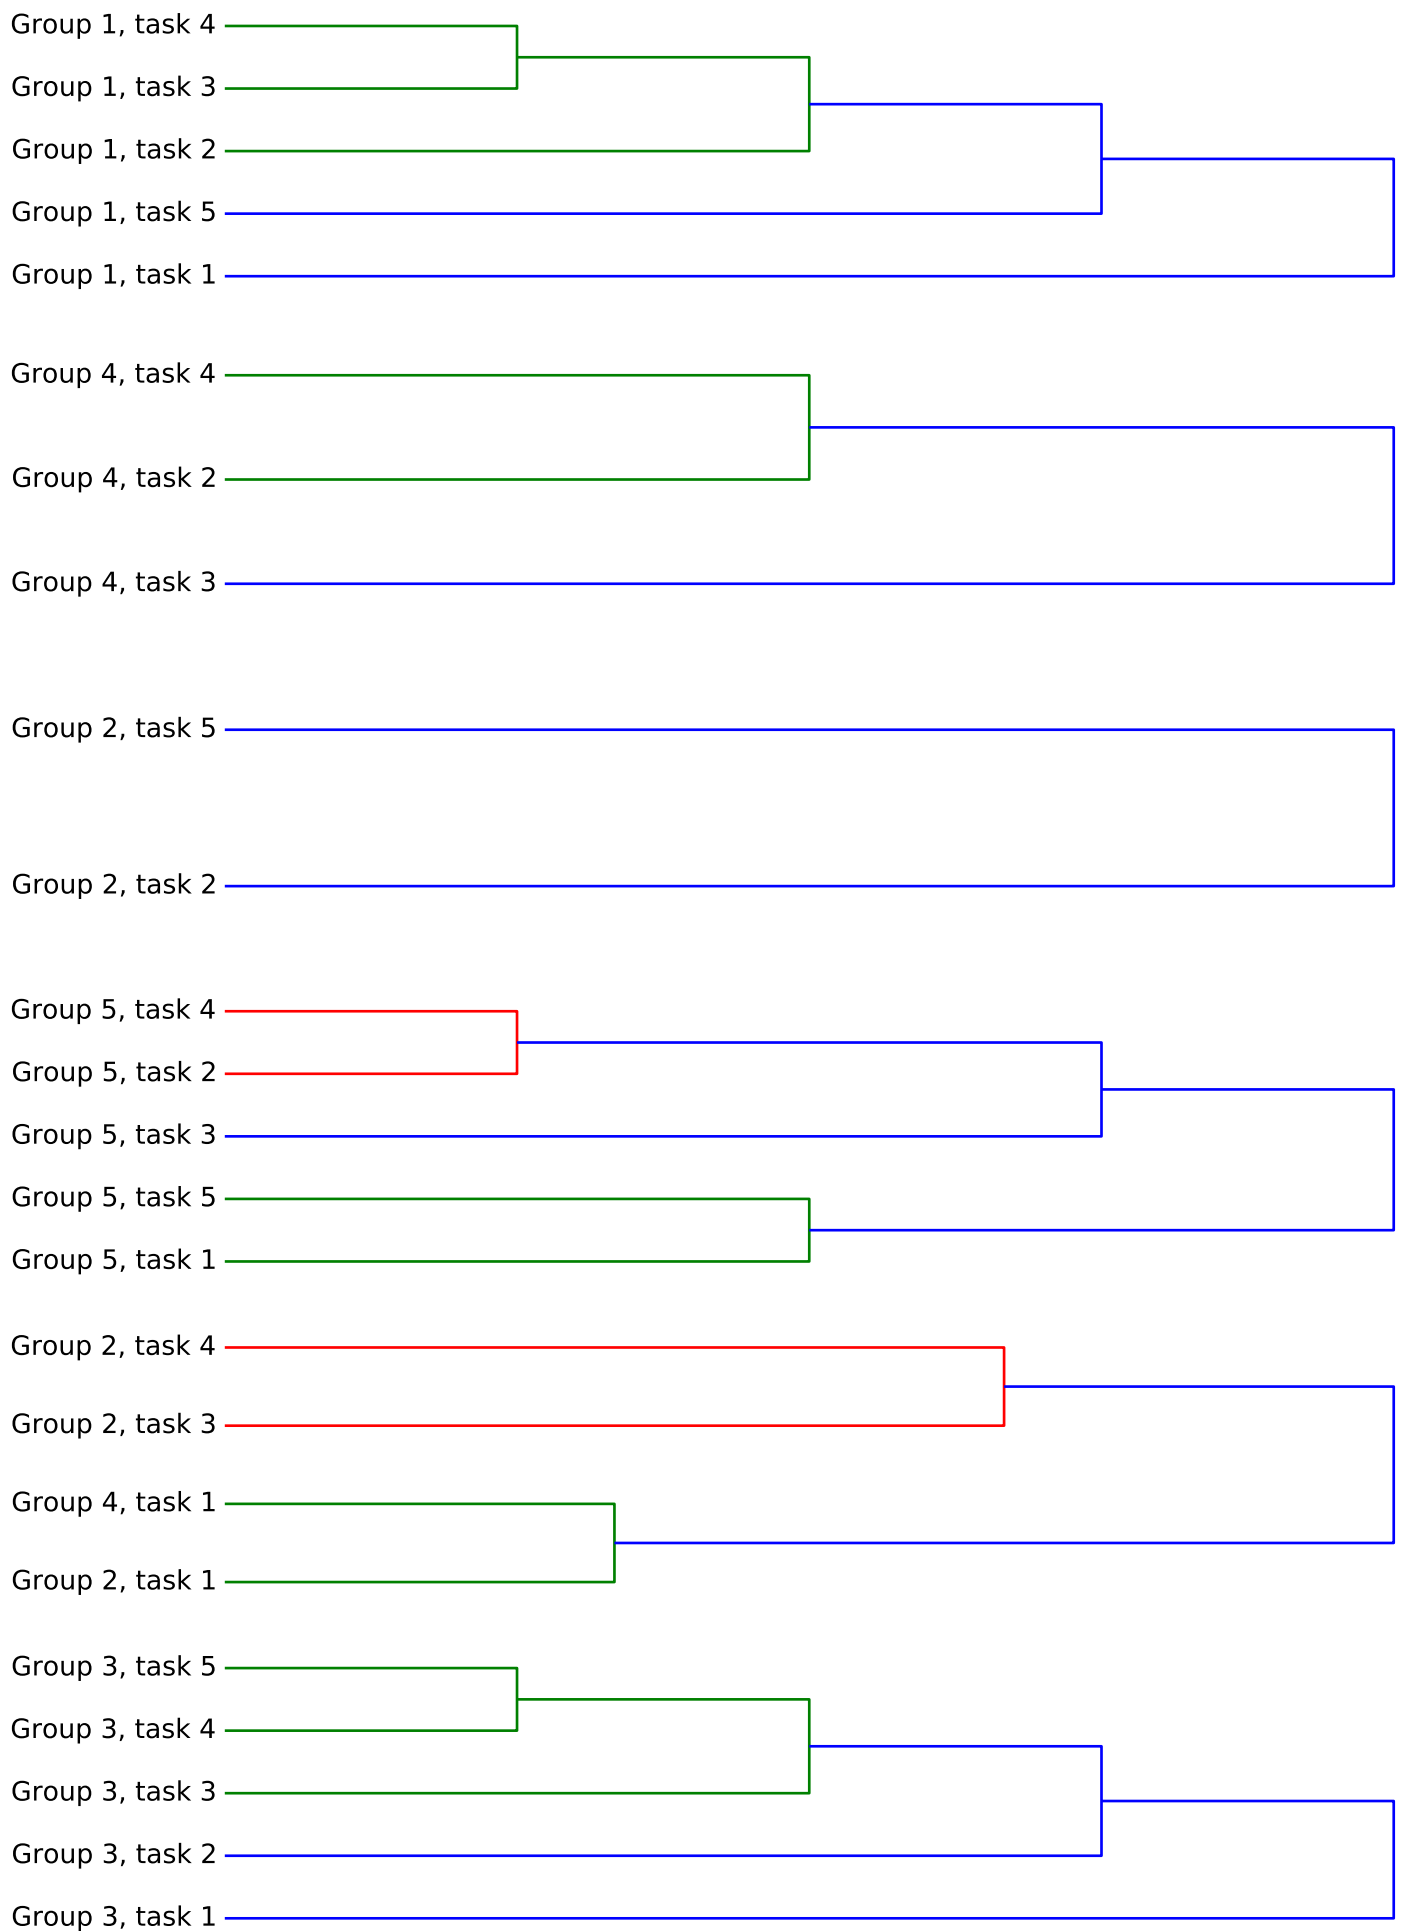 Group 1, task 4
Group 1, task 3
Group 1, task 2
Group 1, task 5
Group 1, task 1
Group 4, task 4
Group 4, task 2
Group 4, task 3
Group 2, task 5
Group 2, task 2
Group 5, task 4
Group 5, task 2
Group 5, task 3
Group 5, task 5
Group 5, task 1
Group 2, task 4
Group 2, task 3
Group 4, task 1
Group 2, task 1
Group 3, task 5
Group 3, task 4
Group 3, task 3
Group 3, task 2
Group 3, task 1